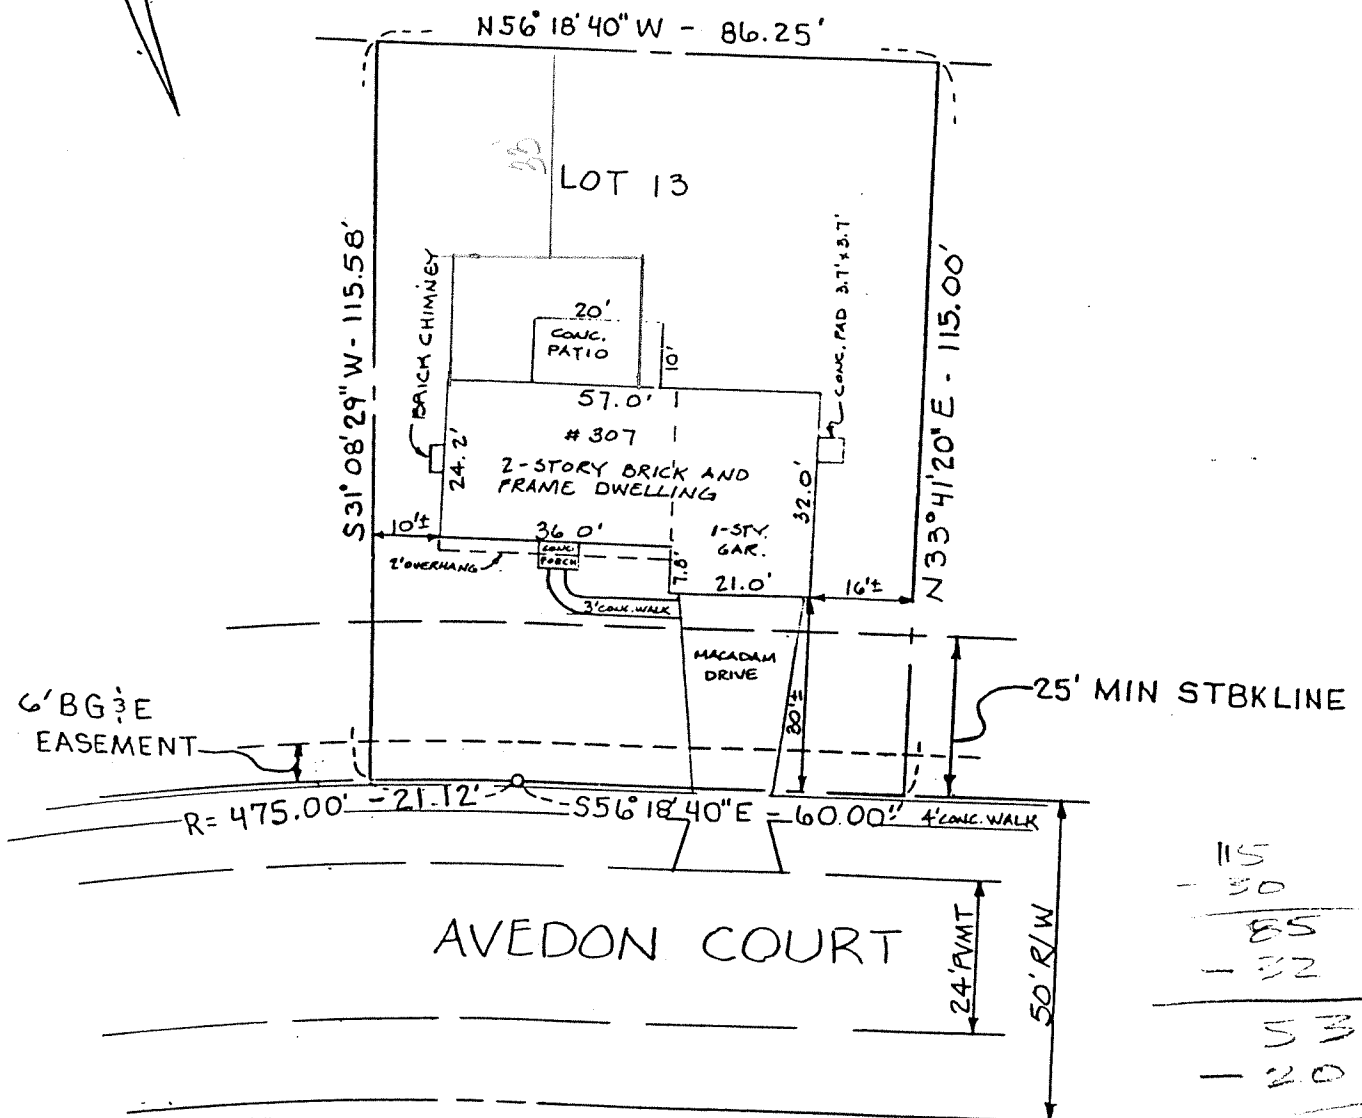 N56° 18' 40" W - 86.25'
LOT 13
S31° 08' 29" W - 115.58'
BRICK CHIMNEY
20'
CONC.
PATIO
10'
CONC. PAD 3.7' x 3.7'
N33° 41' 20" E - 115.00'
57.0'
# 307
2-STORY BRICK AND
FRAME DWELLING
24.2'
32.0'
10'±
36 0'
1-STY.
GAR.
CONC.
PORCH
2' OVERHANG
7.8'
21.0'
16'±
3' CONC. WALK
MACADAM
DRIVE
30'±
25' MIN STBKLINE
6' BG & E
EASEMENT
R= 475.00' - 21.12'
S56° 18' 40" E - 60.00'
4' CONC. WALK
AVEDON COURT
24' PVMT
50' R/W
115
- 30
85
- 32
53
- 20